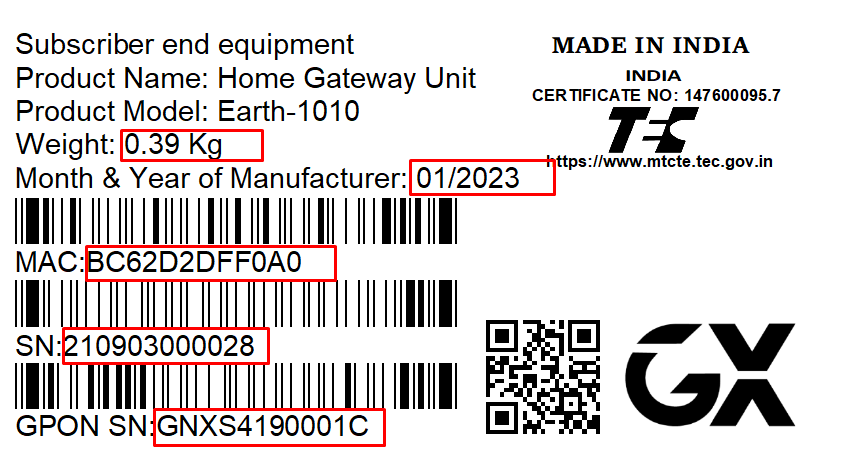 Subscriber end equipment
Product Name: Home Gateway Unit
Product Model: Earth-1010
Weight: 0.39 Kg
Month & Year of Manufacturer: 01/2023
MAC:BC62D2DFF0A0
SN:210903000028
GPON SN:GNXS4190001C
MADE IN INDIA
INDIA
CERTIFICATE NO: 147600095.7
TEC
https://www.mtcte.tec.gov.in
GX